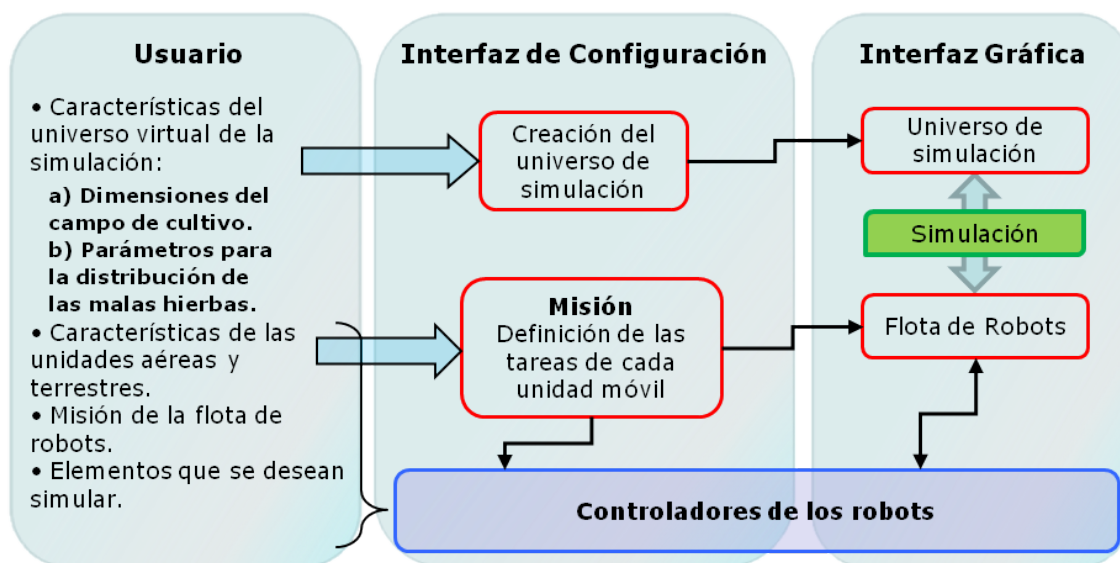 Usuario
• Características del
universo virtual de la
simulación:
a) Dimensiones del
campo de cultivo.
b) Parámetros para
la distribución de
las malas hierbas.
• Características de las
unidades aéreas y
terrestres.
• Misión de la flota de
robots.
• Elementos que se desean
simular.
Interfaz de Configuración
Creación del
universo de
simulación
Misión
Definición de las
tareas de cada
unidad móvil
Interfaz Gráfica
Universo de
simulación
Simulación
Flota de Robots
Controladores de los robots